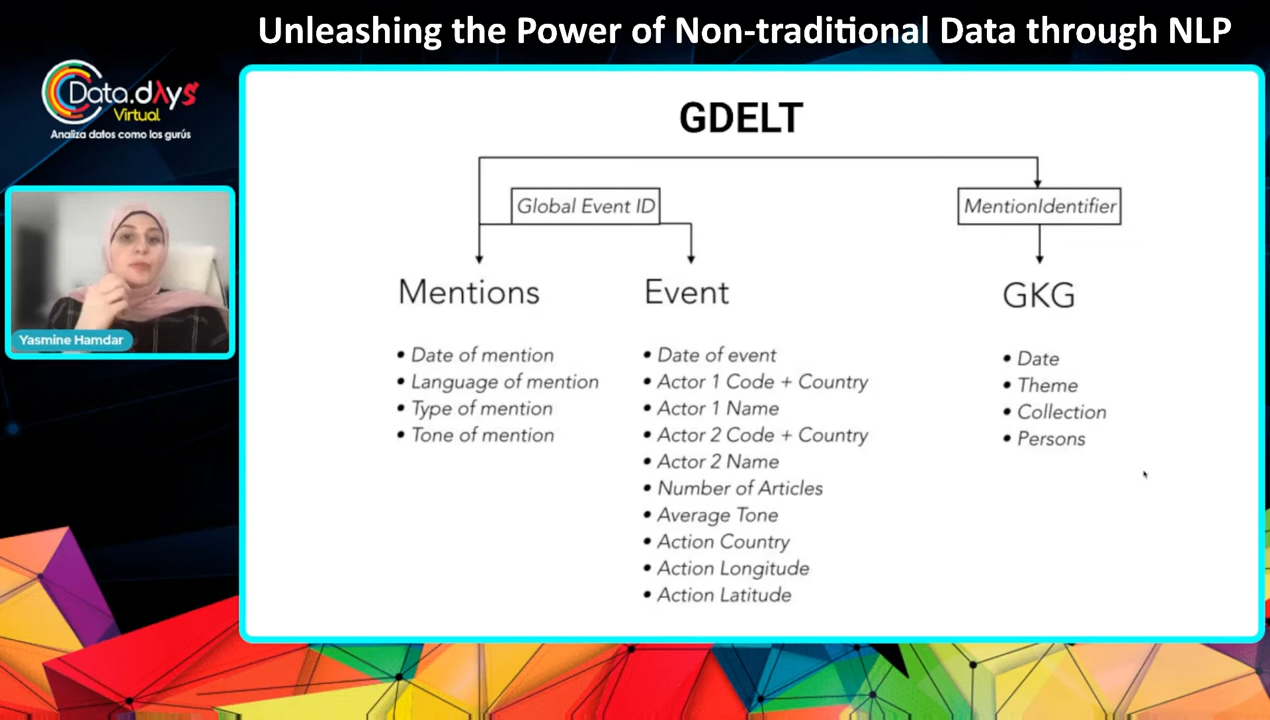 Unleashing the Power of Non-traditional Data through NLP
Data.dλys
Virtual
Analiza datos como los gurús
Yasmine Hamdar
GDELT
Global Event ID
MentionIdentifier
Mentions
• Date of mention
• Language of mention
• Type of mention
• Tone of mention
Event
• Date of event
• Actor 1 Code + Country
• Actor 1 Name
• Actor 2 Code + Country
• Actor 2 Name
• Number of Articles
• Average Tone
• Action Country
• Action Longitude
• Action Latitude
GKG
• Date
• Theme
• Collection
• Persons